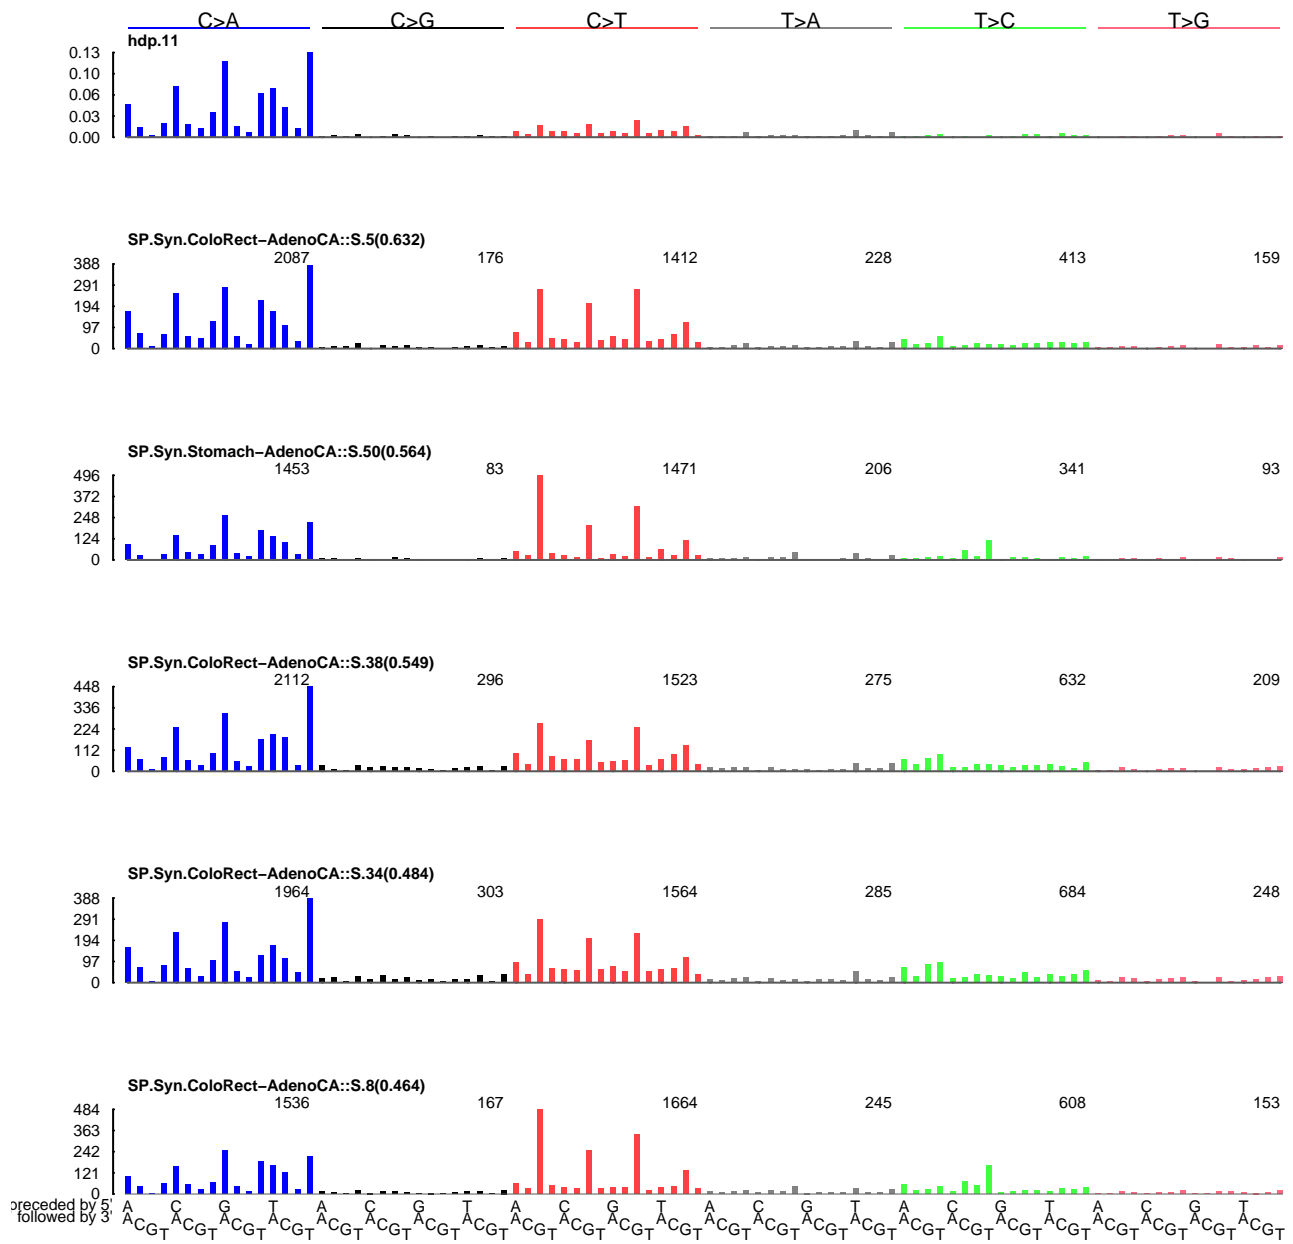 C>A C>G C>T T>A T>C T>G
hdp.11
0.13
0.10
0.06
0.03
0.00
SP.Syn.ColoRect−AdenoCA::S.5(0.632)
2087 176 1412 228 413 159
388
291
194
97
0
SP.Syn.Stomach−AdenoCA::S.50(0.564)
1453 83 1471 206 341 93
496
372
248
124
0
SP.Syn.ColoRect−AdenoCA::S.38(0.549)
2112 296 1523 275 632 209
448
336
224
112
0
SP.Syn.ColoRect−AdenoCA::S.34(0.484)
1964 303 1564 285 684 248
388
291
194
97
0
SP.Syn.ColoRect−AdenoCA::S.8(0.464)
1536 167 1664 245 608 153
484
363
242
121
0
preceded by 5' A C G T A C G T A C G T A C G T A C G T A C G T
followed by 3' A C G T A C G T A C G T A C G T A C G T A C G T A C G T A C G T A C G T A C G T A C G T A C G T A C G T A C G T A C G T A C G T A C G T A C G T A C G T A C G T A C G T A C G T A C G T A C G T